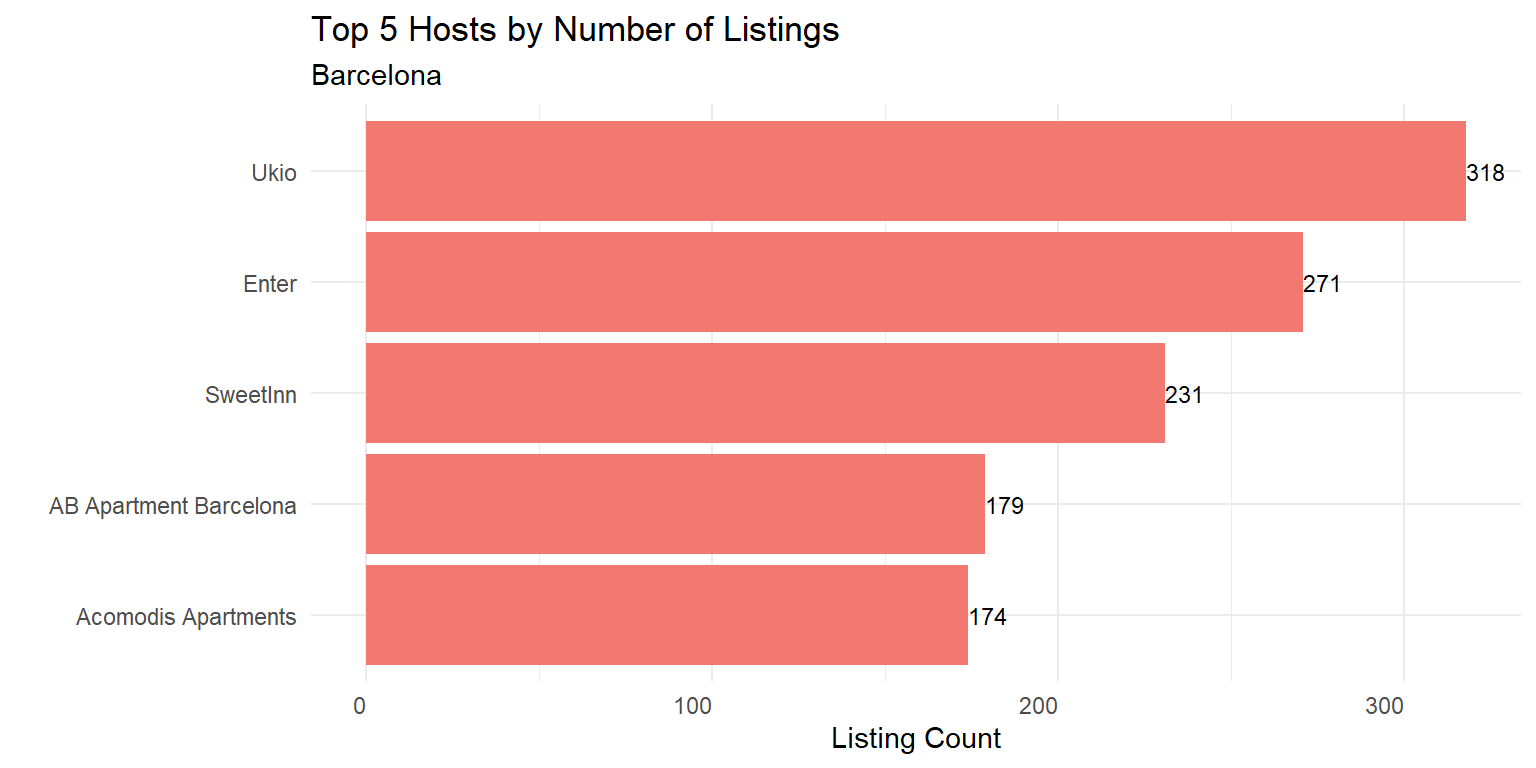 Top 5 Hosts by Number of Listings
Barcelona
Ukio
318
Enter
271
SweetInn
231
AB Apartment Barcelona
179
Acomodis Apartments
174
0 100 200 300
Listing Count